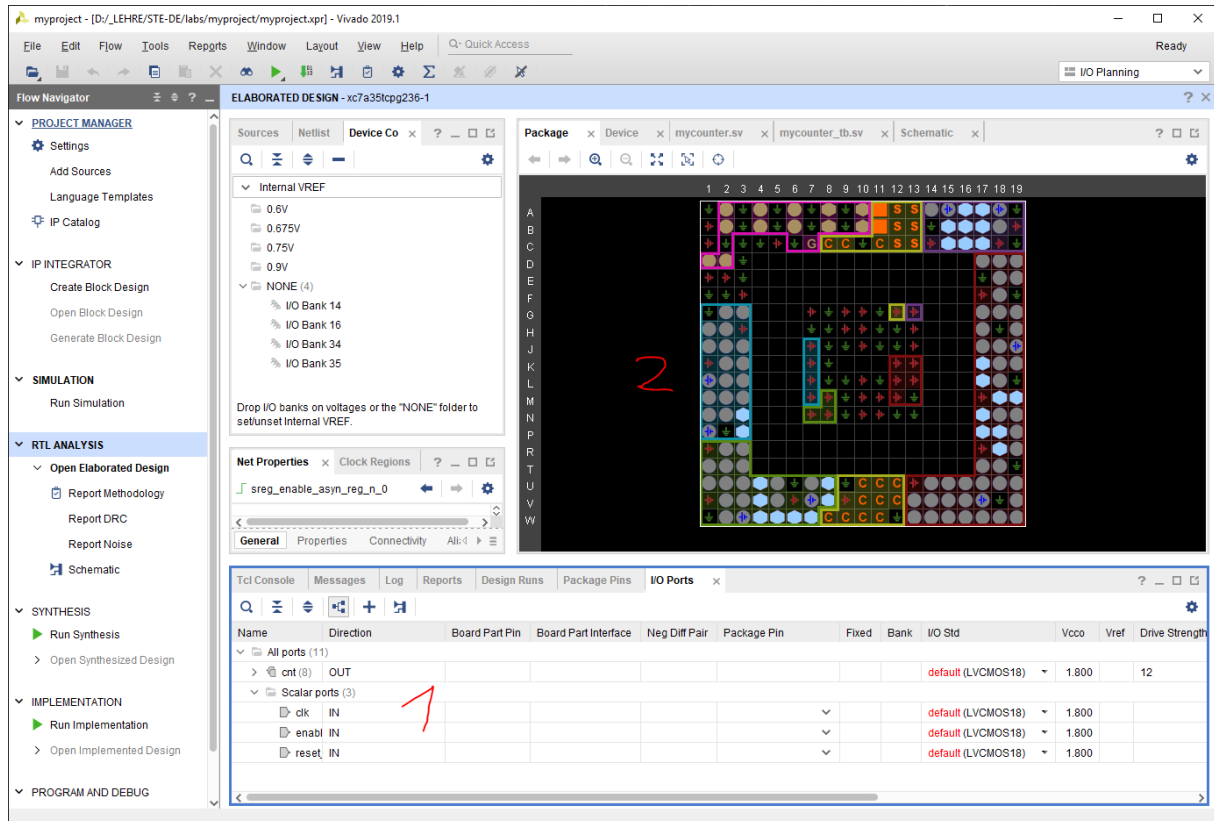 myproject - [D:/_LEHRE/STE-DE/labs/myproject/myproject.xpr] - Vivado 2019.1
File Edit Flow Tools Reports Window Layout View Help Q- Quick Access Ready
I/O Planning
Flow Navigator
PROJECT MANAGER
Settings
Add Sources
Language Templates
IP Catalog
IP INTEGRATOR
Create Block Design
Open Block Design
Generate Block Design
SIMULATION
Run Simulation
RTL ANALYSIS
Open Elaborated Design
Report Methodology
Report DRC
Report Noise
Schematic
SYNTHESIS
Run Synthesis
Open Synthesized Design
IMPLEMENTATION
Run Implementation
Open Implemented Design
PROGRAM AND DEBUG
ELABORATED DESIGN - xc7a35tcpg236-1
Sources Netlist Device Co
Internal VREF
0.6V
0.675V
0.75V
0.9V
NONE (4)
I/O Bank 14
I/O Bank 16
I/O Bank 34
I/O Bank 35
Drop I/O banks on voltages or the "NONE" folder to
set/unset Internal VREF.
Net Properties Clock Regions
sreg_enable_asyn_reg_n_0
General Properties Connectivity
Package Device mycounter.sv mycounter_tb.sv Schematic
1 2 3 4 5 6 7 8 9 10 11 12 13 14 15 16 17 18 19
A S S
B S S
C G C C C S S
D
E
F
G
H
J
K
L
M
N
P
R
T
U C C C
V C C C C
W C C C C
2
Tcl Console Messages Log Reports Design Runs Package Pins I/O Ports
Name Direction Board Part Pin Board Part Interface Neg Diff Pair Package Pin Fixed Bank I/O Std Vcco Vref Drive Strength
All ports (11)
cnt (8) OUT default (LVCMOS18) 1.800 12
Scalar ports (3)
clk IN default (LVCMOS18) 1.800
enabl IN default (LVCMOS18) 1.800
reset_ IN default (LVCMOS18) 1.800
1